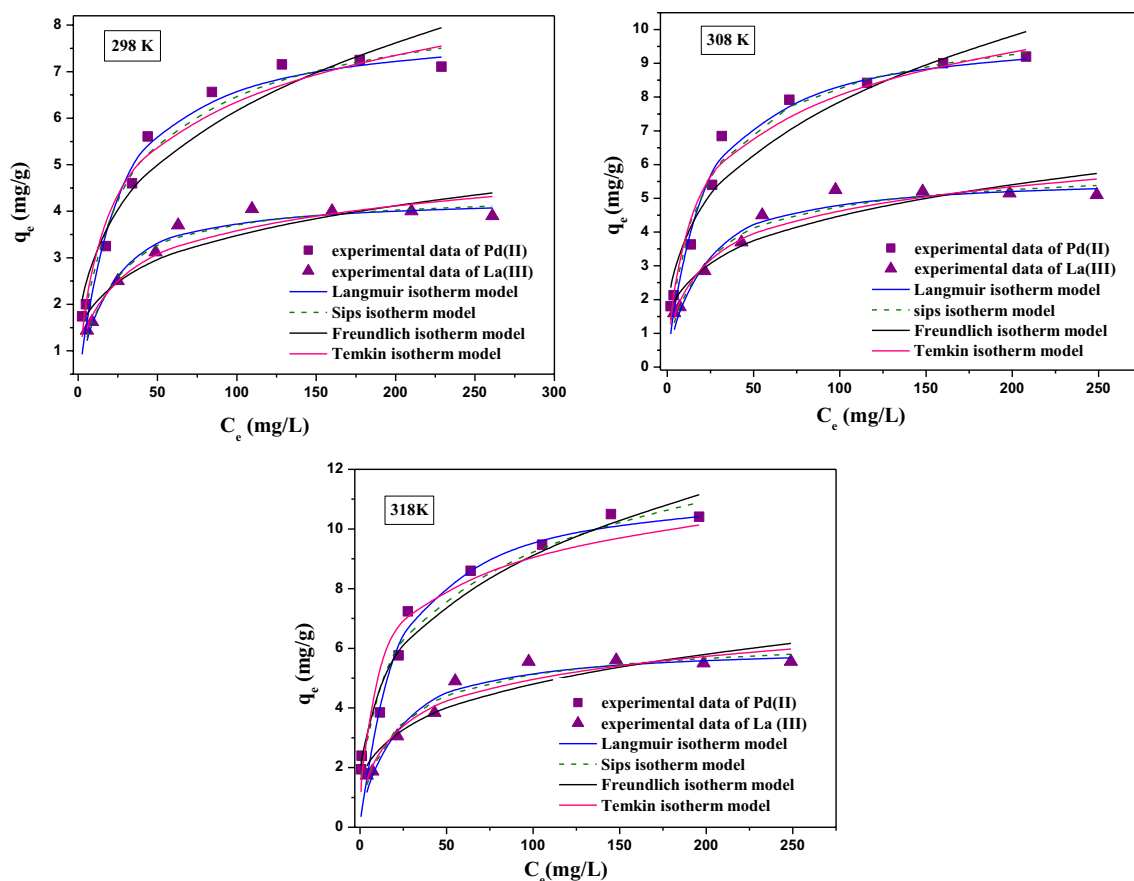 298 K
8
7
6
5
4
3
2
1
q_e (mg/g)
experimental data of Pd(II)
experimental data of La(III)
Langmuir isotherm model
Sips isotherm model
Freundlich isotherm model
Temkin isotherm model
0 50 100 150 200 250 300
C_e (mg/L)
308 K
10
9
8
7
6
5
4
3
2
1
0
q_e (mg/g)
experimental data of Pd(II)
experimental data of La(III)
Langmuir isotherm model
sips isotherm model
Freundlich isotherm model
Temkin isotherm model
0 50 100 150 200 250
C_e (mg/L)
318K
12
10
8
6
4
2
0
q_e (mg/g)
experimental data of Pd(II)
experimental data of La (III)
Langmuir isotherm model
Sips isotherm model
Freundlich isotherm model
Temkin isotherm model
0 50 100 150 200 250
C_e (mg/L)